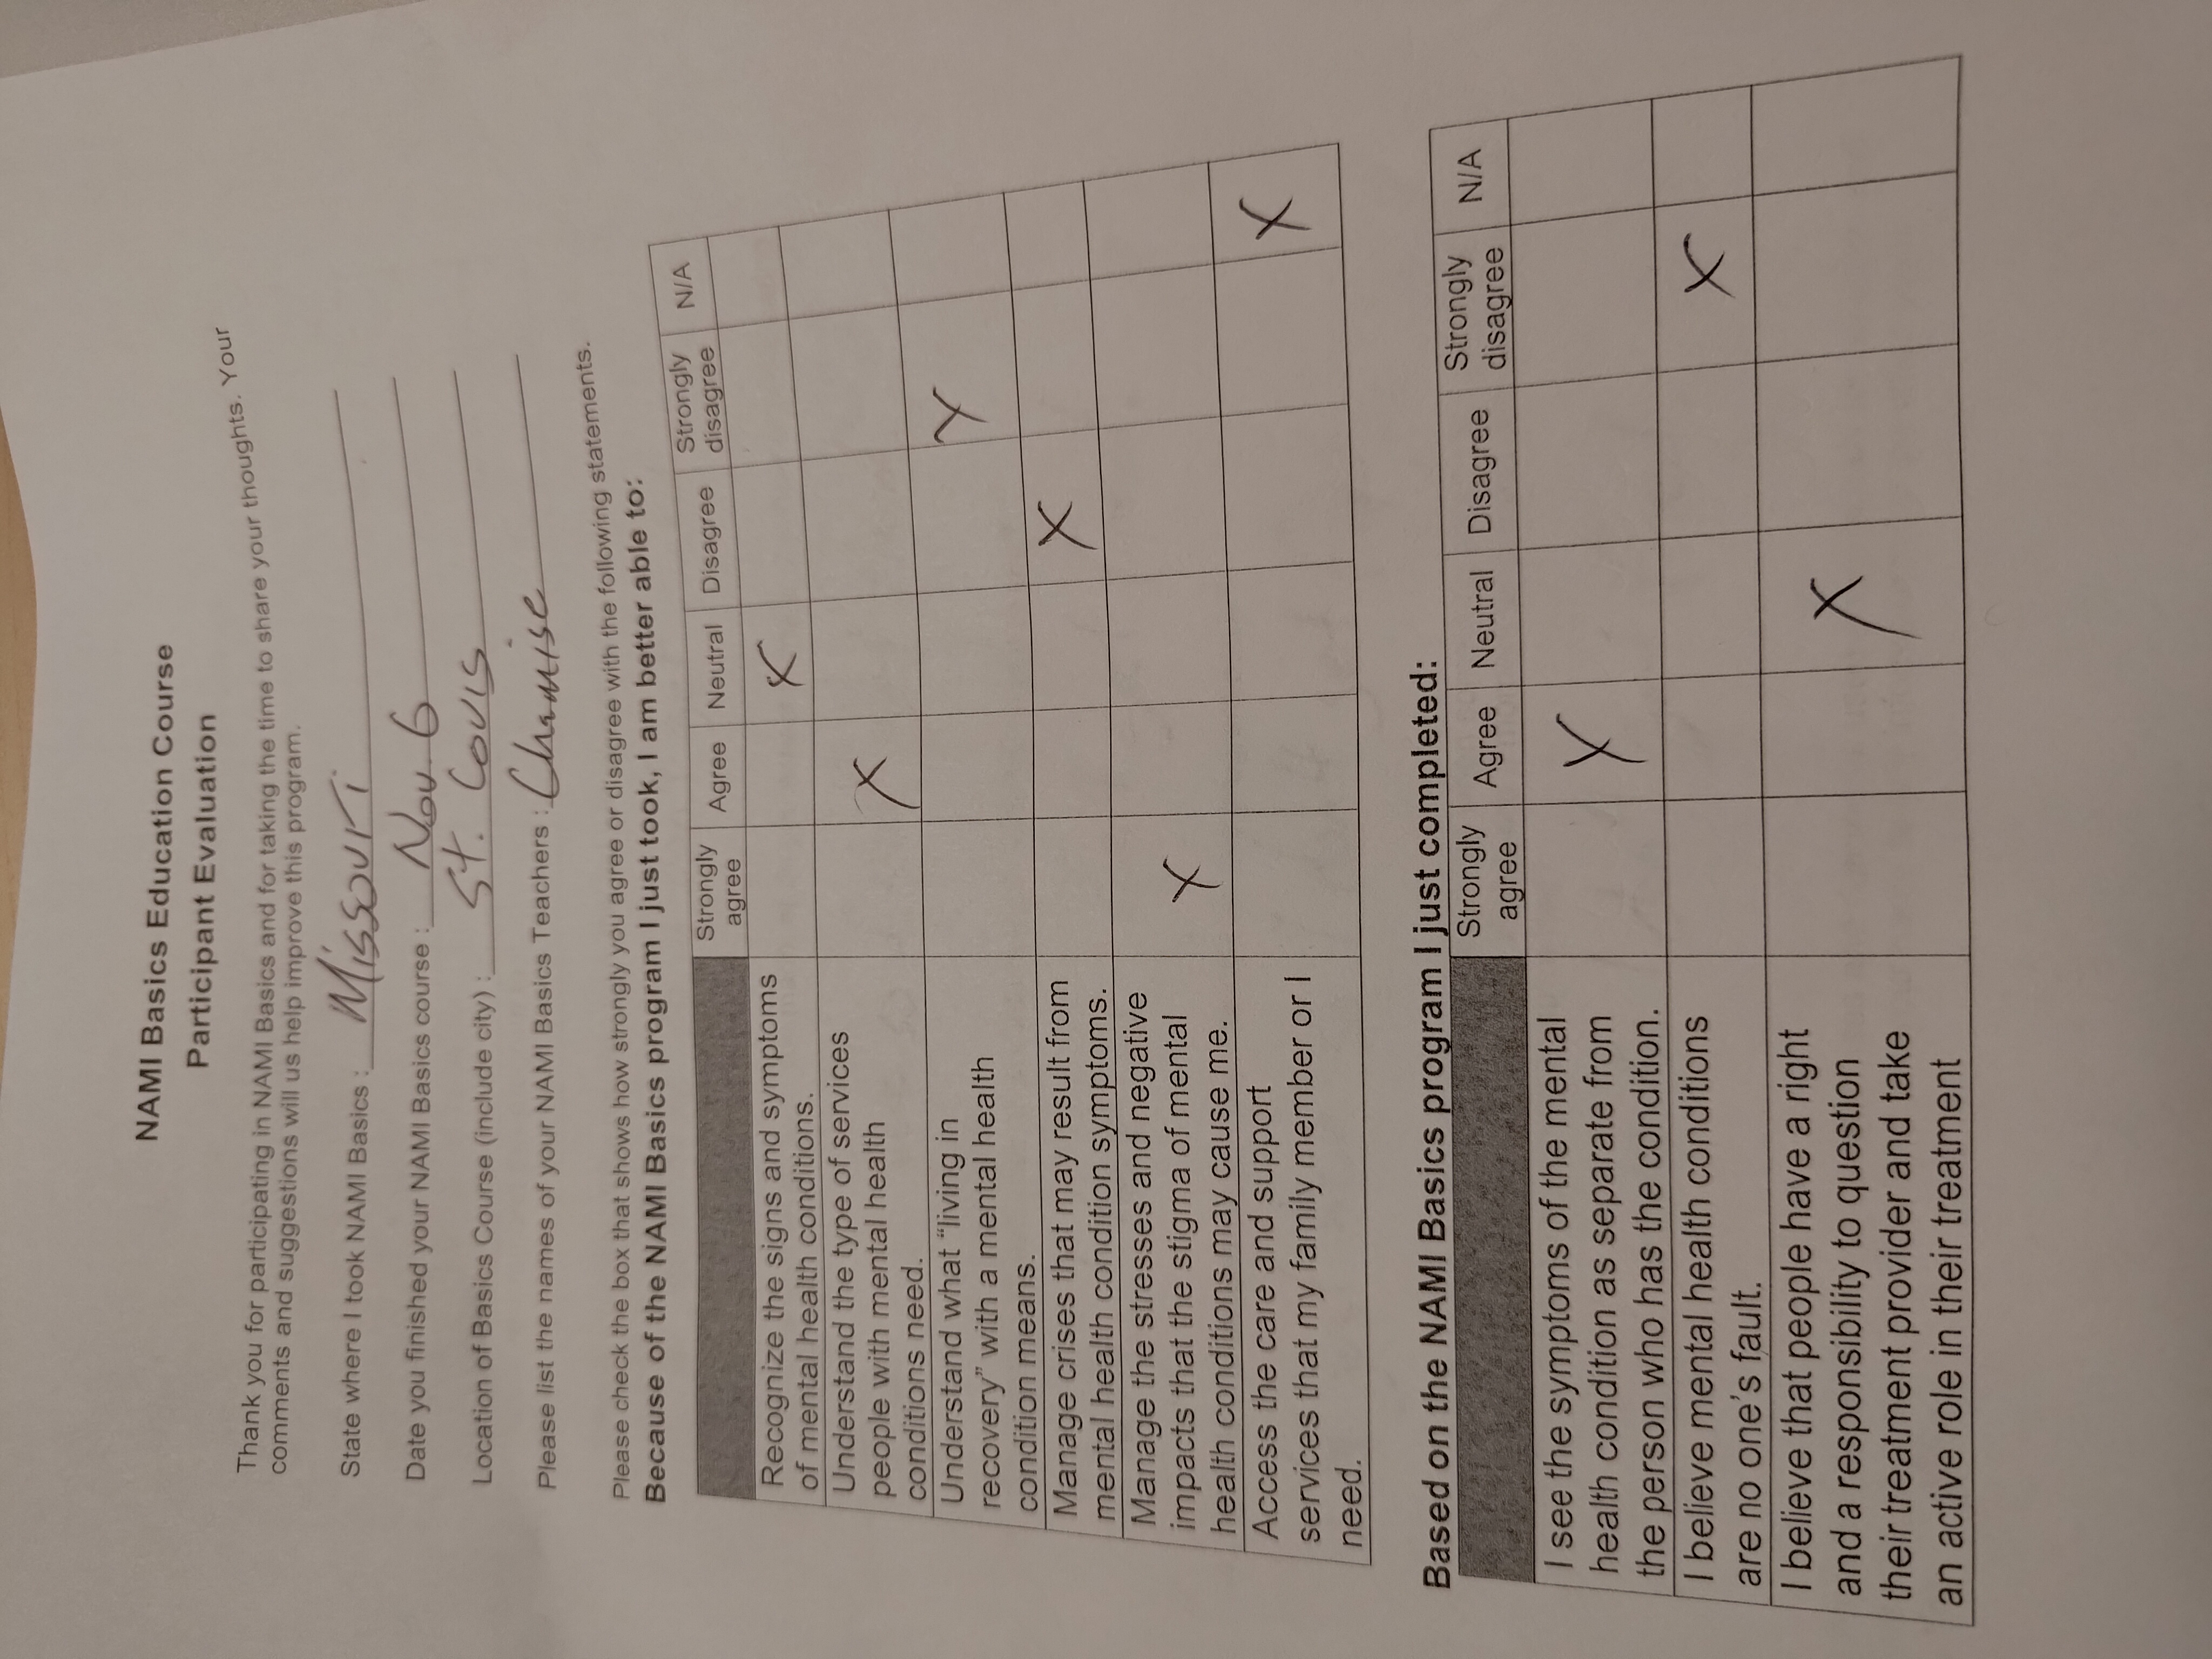 NAMI Basics Education Course
Participant Evaluation
Thank you for participating in NAMI Basics and for taking the time to share your thoughts. Your
comments and suggestions will us help improve this program.
State where I took NAMI Basics : Missouri
Date you finished your NAMI Basics course : Nov. 6
Location of Basics Course (include city) : St. Louis
Please list the names of your NAMI Basics Teachers : Chamise
Please check the box that shows how strongly you agree or disagree with the following statements.
Because of the NAMI Basics program I just took, I am better able to:
Strongly agree Agree Neutral Disagree Strongly disagree N/A
Recognize the signs and symptoms
of mental health conditions. X
Understand the type of services
people with mental health X
conditions need.
Understand what “living in
recovery” with a mental health X
condition means.
Manage crises that may result from X
mental health condition symptoms.
Manage the stresses and negative
impacts that the stigma of mental X
health conditions may cause me.
Access the care and support
services that my family member or I X
need.
Based on the NAMI Basics program I just completed:
Strongly agree Agree Neutral Disagree Strongly disagree N/A
I see the symptoms of the mental
health condition as separate from X
the person who has the condition.
I believe mental health conditions X
are no one’s fault.
I believe that people have a right
and a responsibility to question X
their treatment provider and take
an active role in their treatment